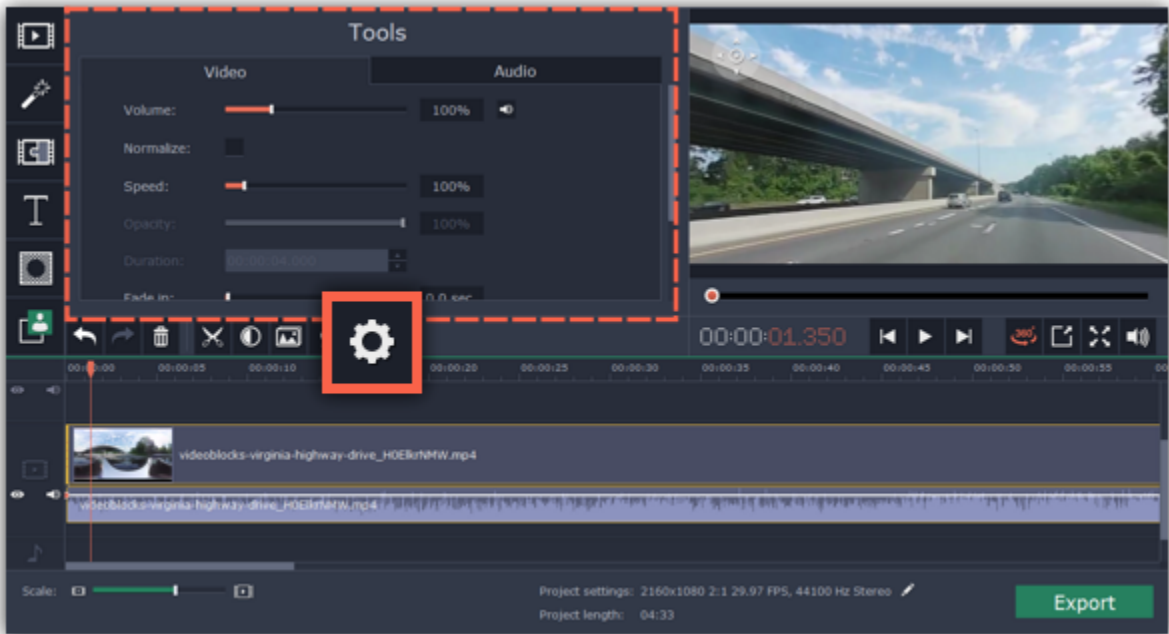 Tools
Video
Audio
Volume:
100%
Normalize:
Speed:
100%
Opacity:
100%
Duration:
00:00:04.000
Fade in:
0.0 sec
T
360°
00:00:01.350
00:00:05
00:00:10
00:00:20
00:00:25
00:00:30
00:00:35
00:00:40
00:00:45
00:00:50
00:00:55
videoblocks-virginia-highway-drive_H0ElkrNMW.mp4
videoblocks-virginia-highway-drive_H0ElkrNMW.mp4
Scale:
Project settings: 2160x1080 2:1 29.97 FPS, 44100 Hz Stereo
Project length: 04:33
Export